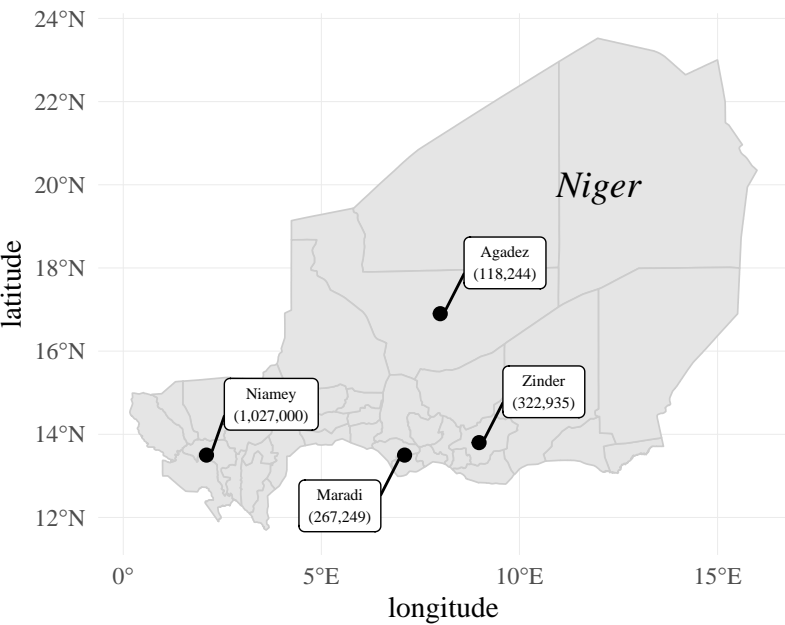 24°N
22°N
20°N
18°N
16°N
14°N
12°N
latitude
Niger
Agadez
(118,244)
Zinder
(322,935)
Niamey
(1,027,000)
Maradi
(267,249)
0°
5°E
10°E
15°E
longitude